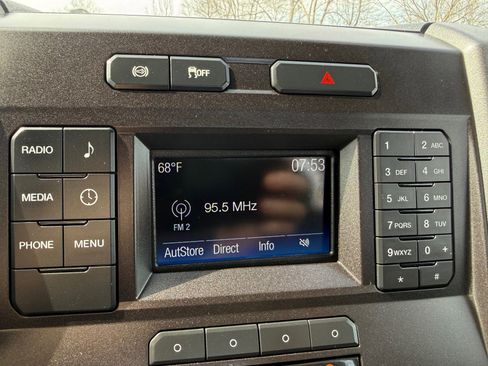 OFF
68°F 07:53
95.5 MHz
FM 2
AutStore Direct Info
RADIO
MEDIA
PHONE MENU
1 2 ABC
3 DEF 4 GHI
5 JKL 6 MNO
7 PQRS 8 TUV
9 WXYZ 0 +
* #